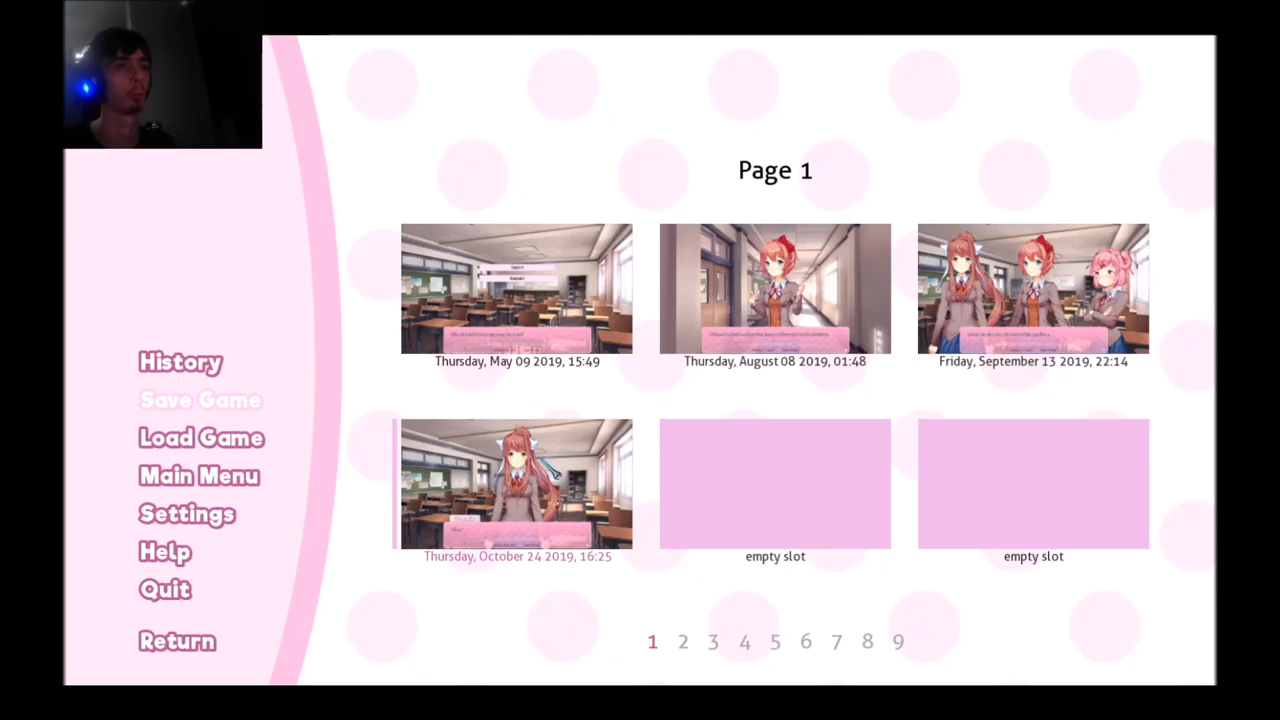 Page 1
Thursday, May 09 2019, 15:49
Thursday, August 08 2019, 01:48
Friday, September 13 2019, 22:14
History
Save Game
Load Game
Main Menu
Settings
Help
Quit
Return
Thursday, October 24 2019, 16:25
empty slot
empty slot
1 2 3 4 5 6 7 8 9